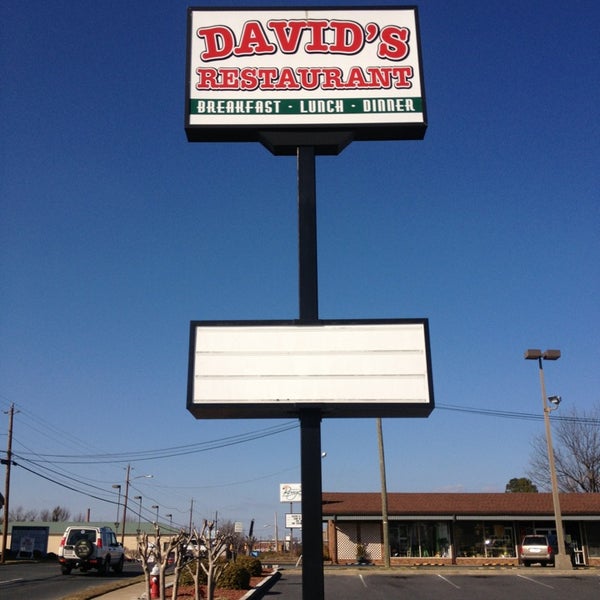 DAVID'S
RESTAURANT
BREAKFAST - LUNCH - DINNER